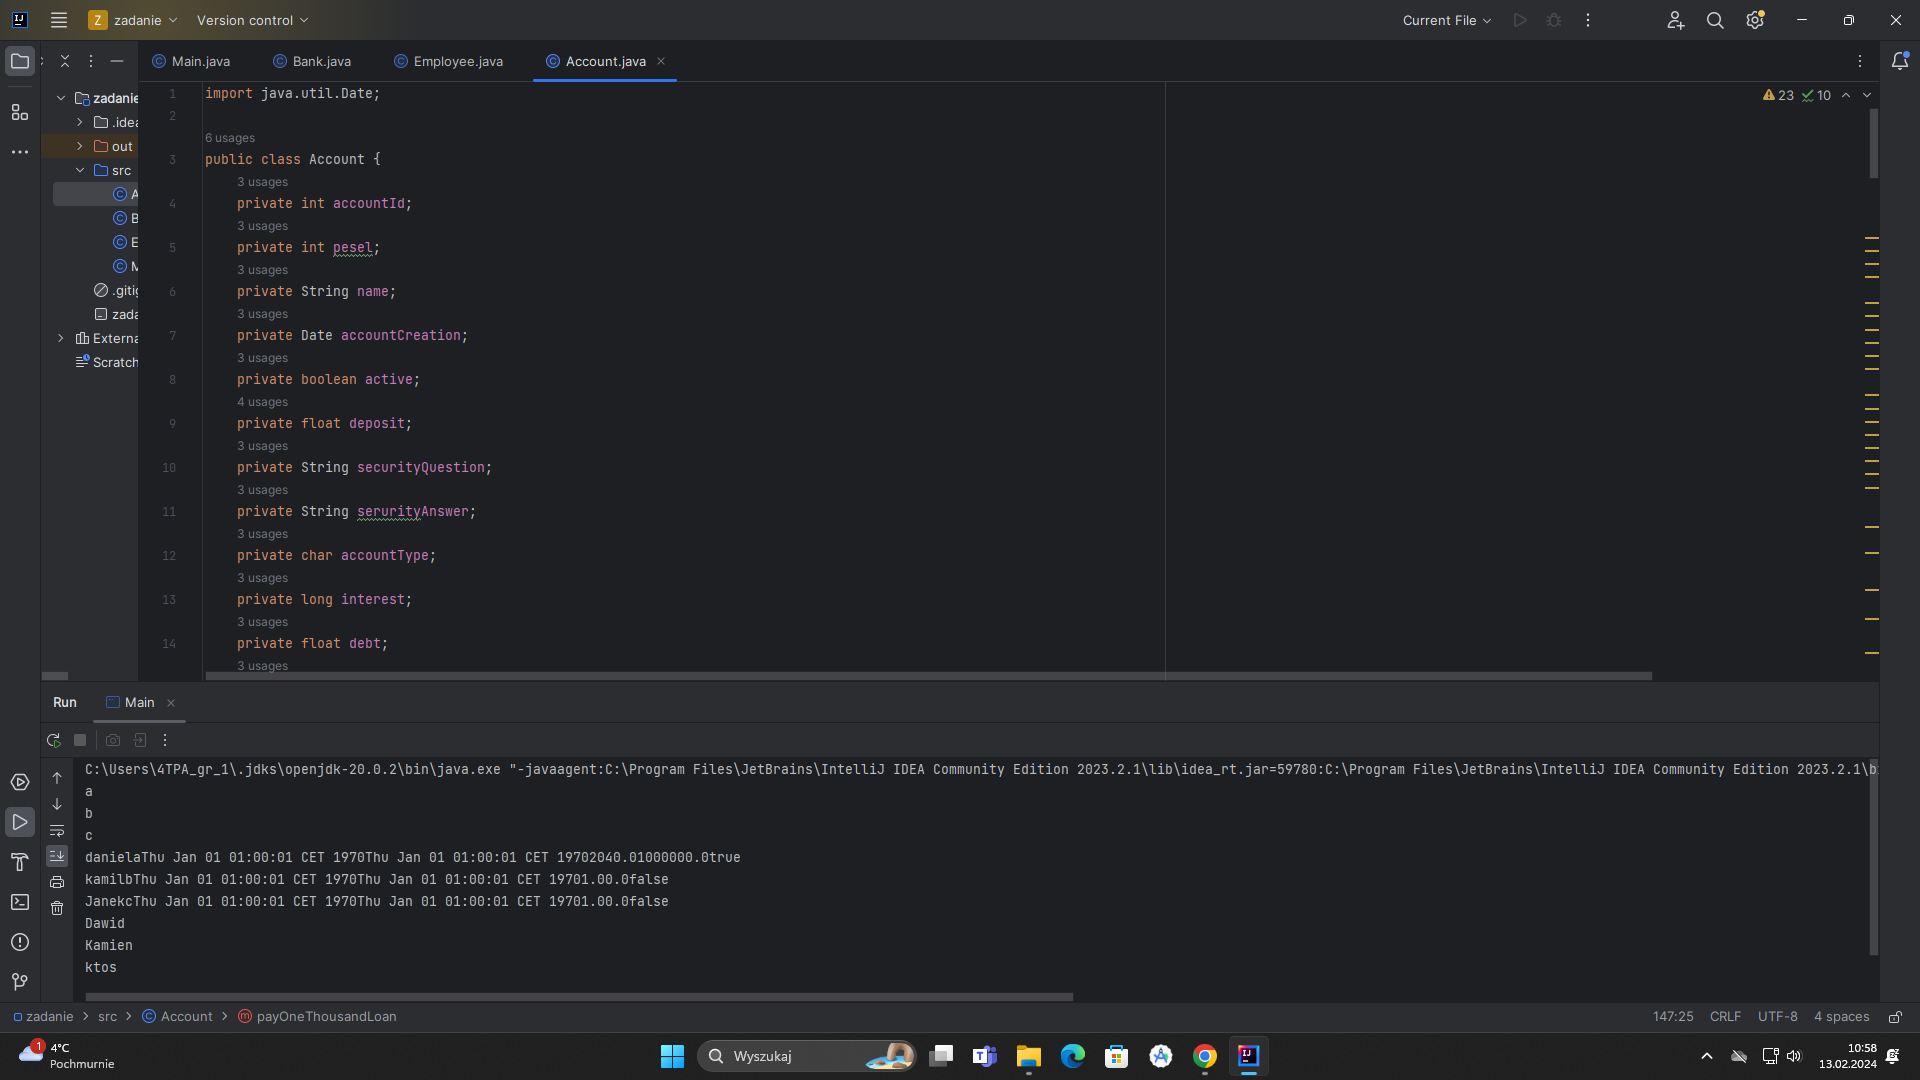 Z zadanie Version control Current File
Main.java Bank.java Employee.java Account.java
zadanie
.idea
out
src
A
B
E
M
.gitig
zada
Externa
Scratch
23 10
1 import java.util.Date;
2
6 usages
3 public class Account {
3 usages
4 private int accountId;
3 usages
5 private int pesel;
3 usages
6 private String name;
3 usages
7 private Date accountCreation;
3 usages
8 private boolean active;
4 usages
9 private float deposit;
3 usages
10 private String securityQuestion;
3 usages
11 private String serurityAnswer;
3 usages
12 private char accountType;
3 usages
13 private long interest;
3 usages
14 private float debt;
3 usages
Run Main
C:\Users\4TPA_gr_1\.jdks\openjdk-20.0.2\bin\java.exe "-javaagent:C:\Program Files\JetBrains\IntelliJ IDEA Community Edition 2023.2.1\lib\idea_rt.jar=59780:C:\Program Files\JetBrains\IntelliJ IDEA Community Edition 2023.2.1\b
a
b
c
danielaThu Jan 01 01:00:01 CET 1970Thu Jan 01 01:00:01 CET 19702040.01000000.0true
kamilbThu Jan 01 01:00:01 CET 1970Thu Jan 01 01:00:01 CET 19701.00.0false
JanekcThu Jan 01 01:00:01 CET 1970Thu Jan 01 01:00:01 CET 19701.00.0false
Dawid
Kamien
ktos
zadanie > src > Account > payOneThousandLoan 147:25 CRLF UTF-8 4 spaces
1 4°C
Pochmurnie
Wyszukaj
10:58
13.02.2024